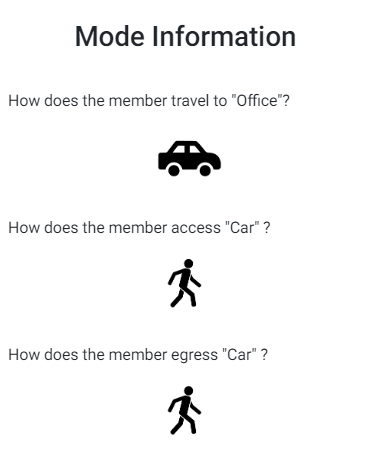 Mode Information
How does the member travel to "Office"?
How does the member access "Car" ?
How does the member egress "Car" ?